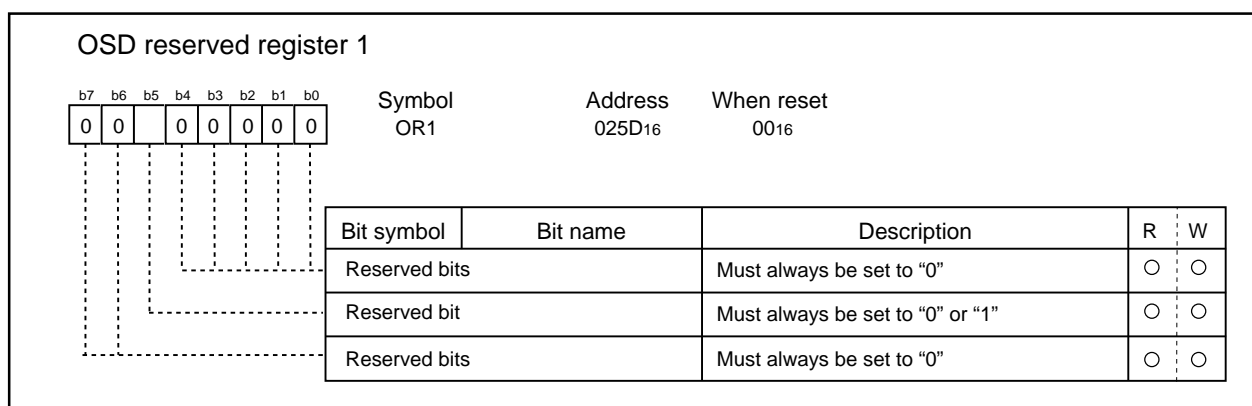 OSD reserved register 1
b7 b6 b5 b4 b3 b2 b1 b0
0 0 0 0 0 0 0
Symbol Address When reset
OR1 025D16 0016
Bit symbol Bit name Description R W
Reserved bits Must always be set to “0”
Reserved bit Must always be set to “0” or “1”
Reserved bits Must always be set to “0”